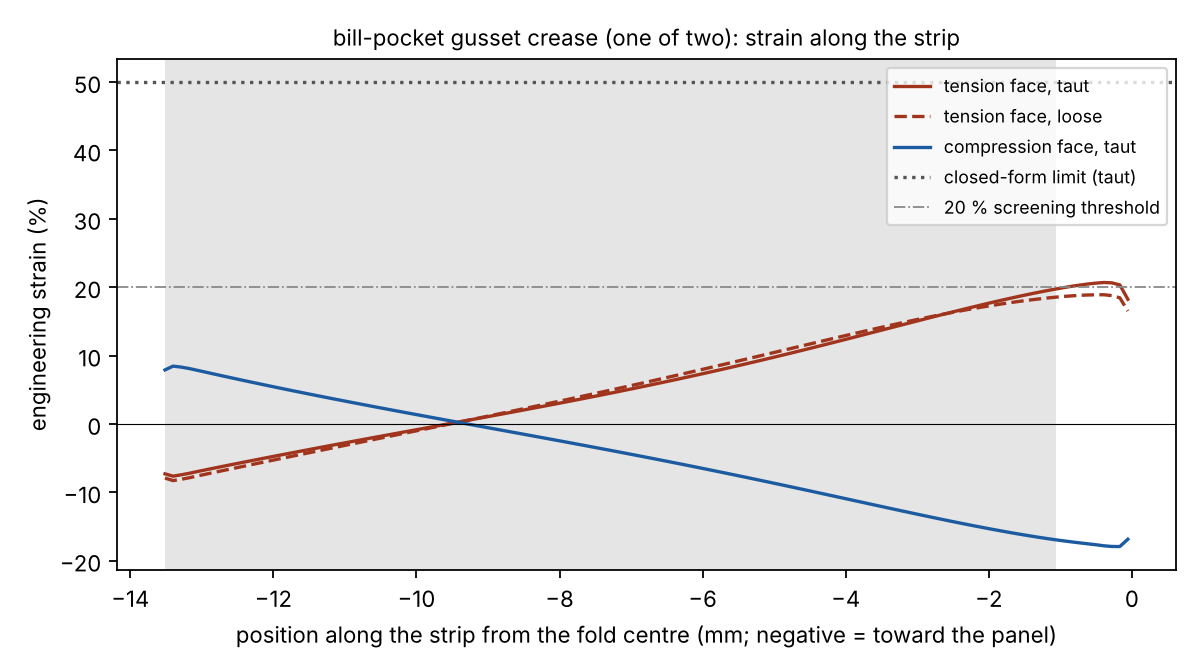 bill-pocket gusset crease (one of two): strain along the strip
engineering strain (%)
50
40
30
20
10
0
−10
−20
tension face, taut
tension face, loose
compression face, taut
closed-form limit (taut)
20 % screening threshold
−14 −12 −10 −8 −6 −4 −2 0
position along the strip from the fold centre (mm; negative = toward the panel)